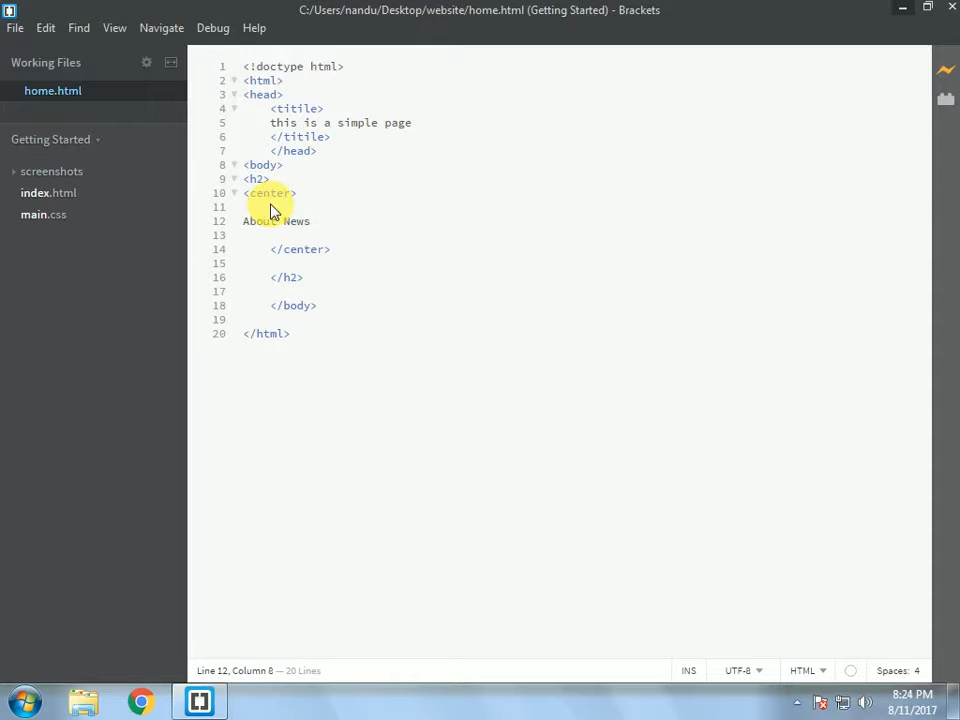 C:/Users/nandu/Desktop/website/home.html (Getting Started) - Brackets
File Edit Find View Navigate Debug Help
Working Files
home.html
Getting Started
screenshots
index.html
main.css
1 <!doctype html>
2 <html>
3 <head>
4 <titile>
5 this is a simple page
6 </titile>
7 </head>
8 <body>
9 <h2>
10 <center>
11
12 About News
13
14 </center>
15
16 </h2>
17
18 </body>
19
20 </html>
Line 12, Column 8 — 20 Lines
INS UTF-8 HTML Spaces: 4
8:24 PM
8/11/2017